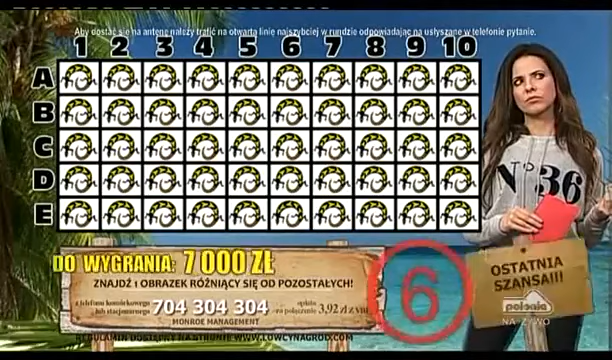 Aby dostać się na antenę należy trafić na otwartą linię najszybciej w rundzie odpowiadając na usłyszane w telefonie pytanie.
1 2 3 4 5 6 7 8 9 10
A
B
C
D
E
N° 36
DO WYGRANIA: 7 000 ZŁ
ZNAJDŹ 1 OBRAZEK RÓŻNIĄCY SIĘ OD POZOSTAŁYCH!
z telefonu komórkowego
lub stacjonarnego
704 304 304
opłata
za połączenie 3,92 zł z VAT
MONROE MANAGEMENT
REGULAMIN DOSTĘPNY NA STRONIE WWW.LOWCYNAGROD.COM
6
OSTATNIA
SZANSA!!!
polonia
NA ŻYWO